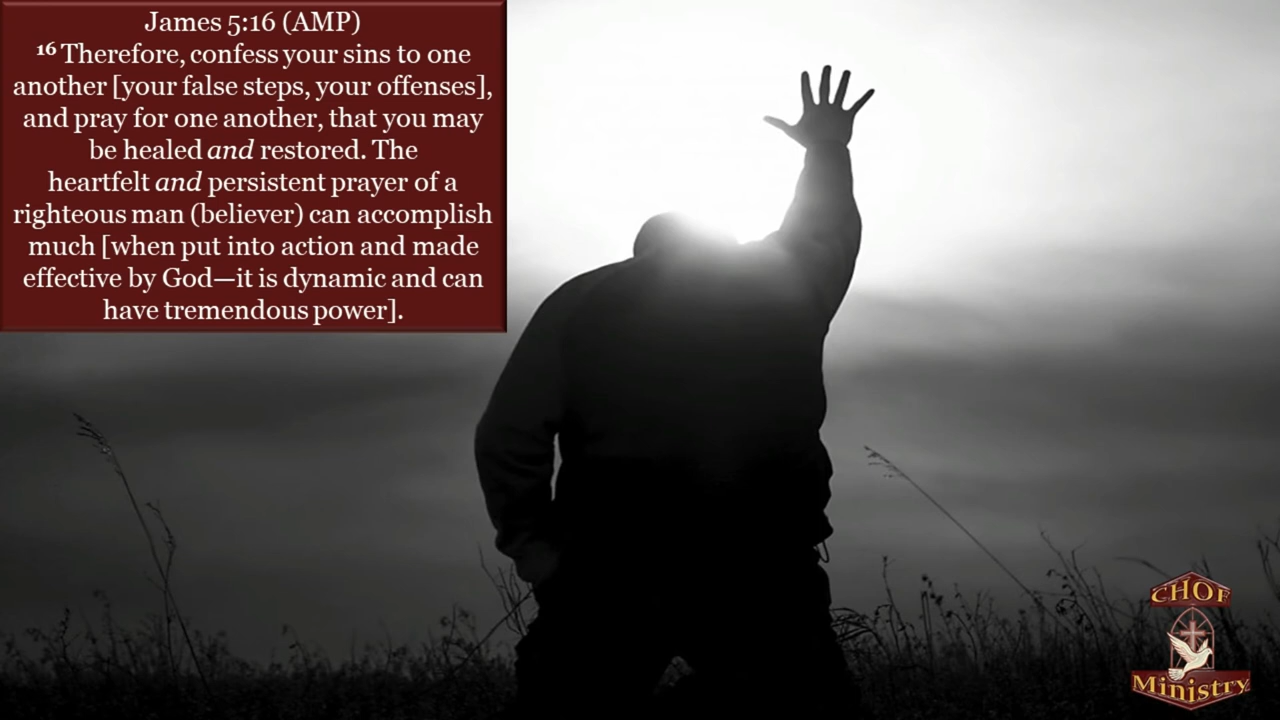 James 5:16 (AMP)
16 Therefore, confess your sins to one
another [your false steps, your offenses],
and pray for one another, that you may
be healed and restored. The
heartfelt and persistent prayer of a
righteous man (believer) can accomplish
much [when put into action and made
effective by God—it is dynamic and can
have tremendous power].
CHOF
Ministry